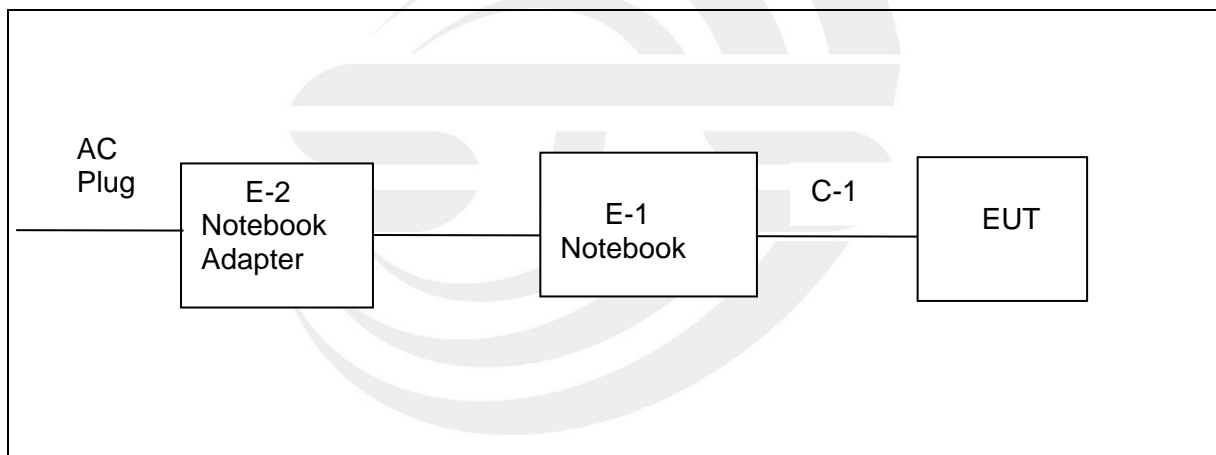 AC
Plug
E-2
Notebook
Adapter
E-1
Notebook
C-1
EUT